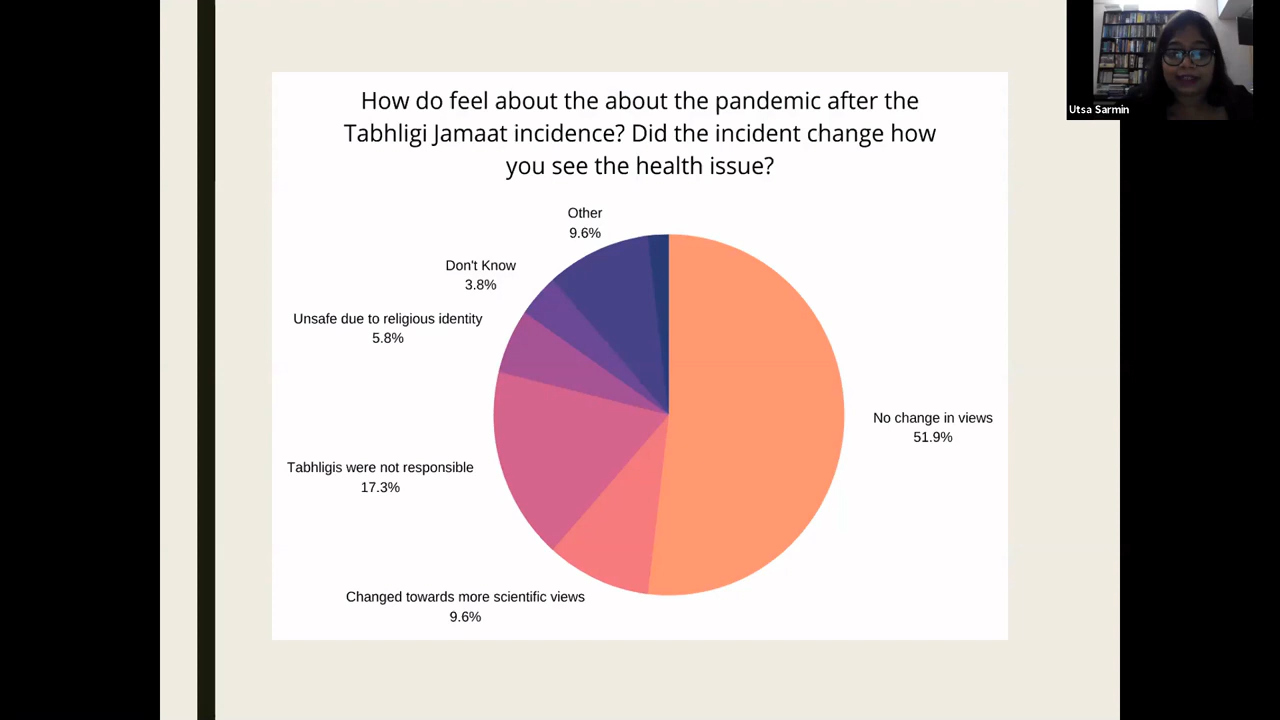 How do feel about the about the pandemic after the
Tabhligi Jamaat incidence? Did the incident change how
you see the health issue?
Other
9.6%
Don't Know
3.8%
Unsafe due to religious identity
5.8%
No change in views
51.9%
Tabhligis were not responsible
17.3%
Changed towards more scientific views
9.6%
Utsa Sarmin